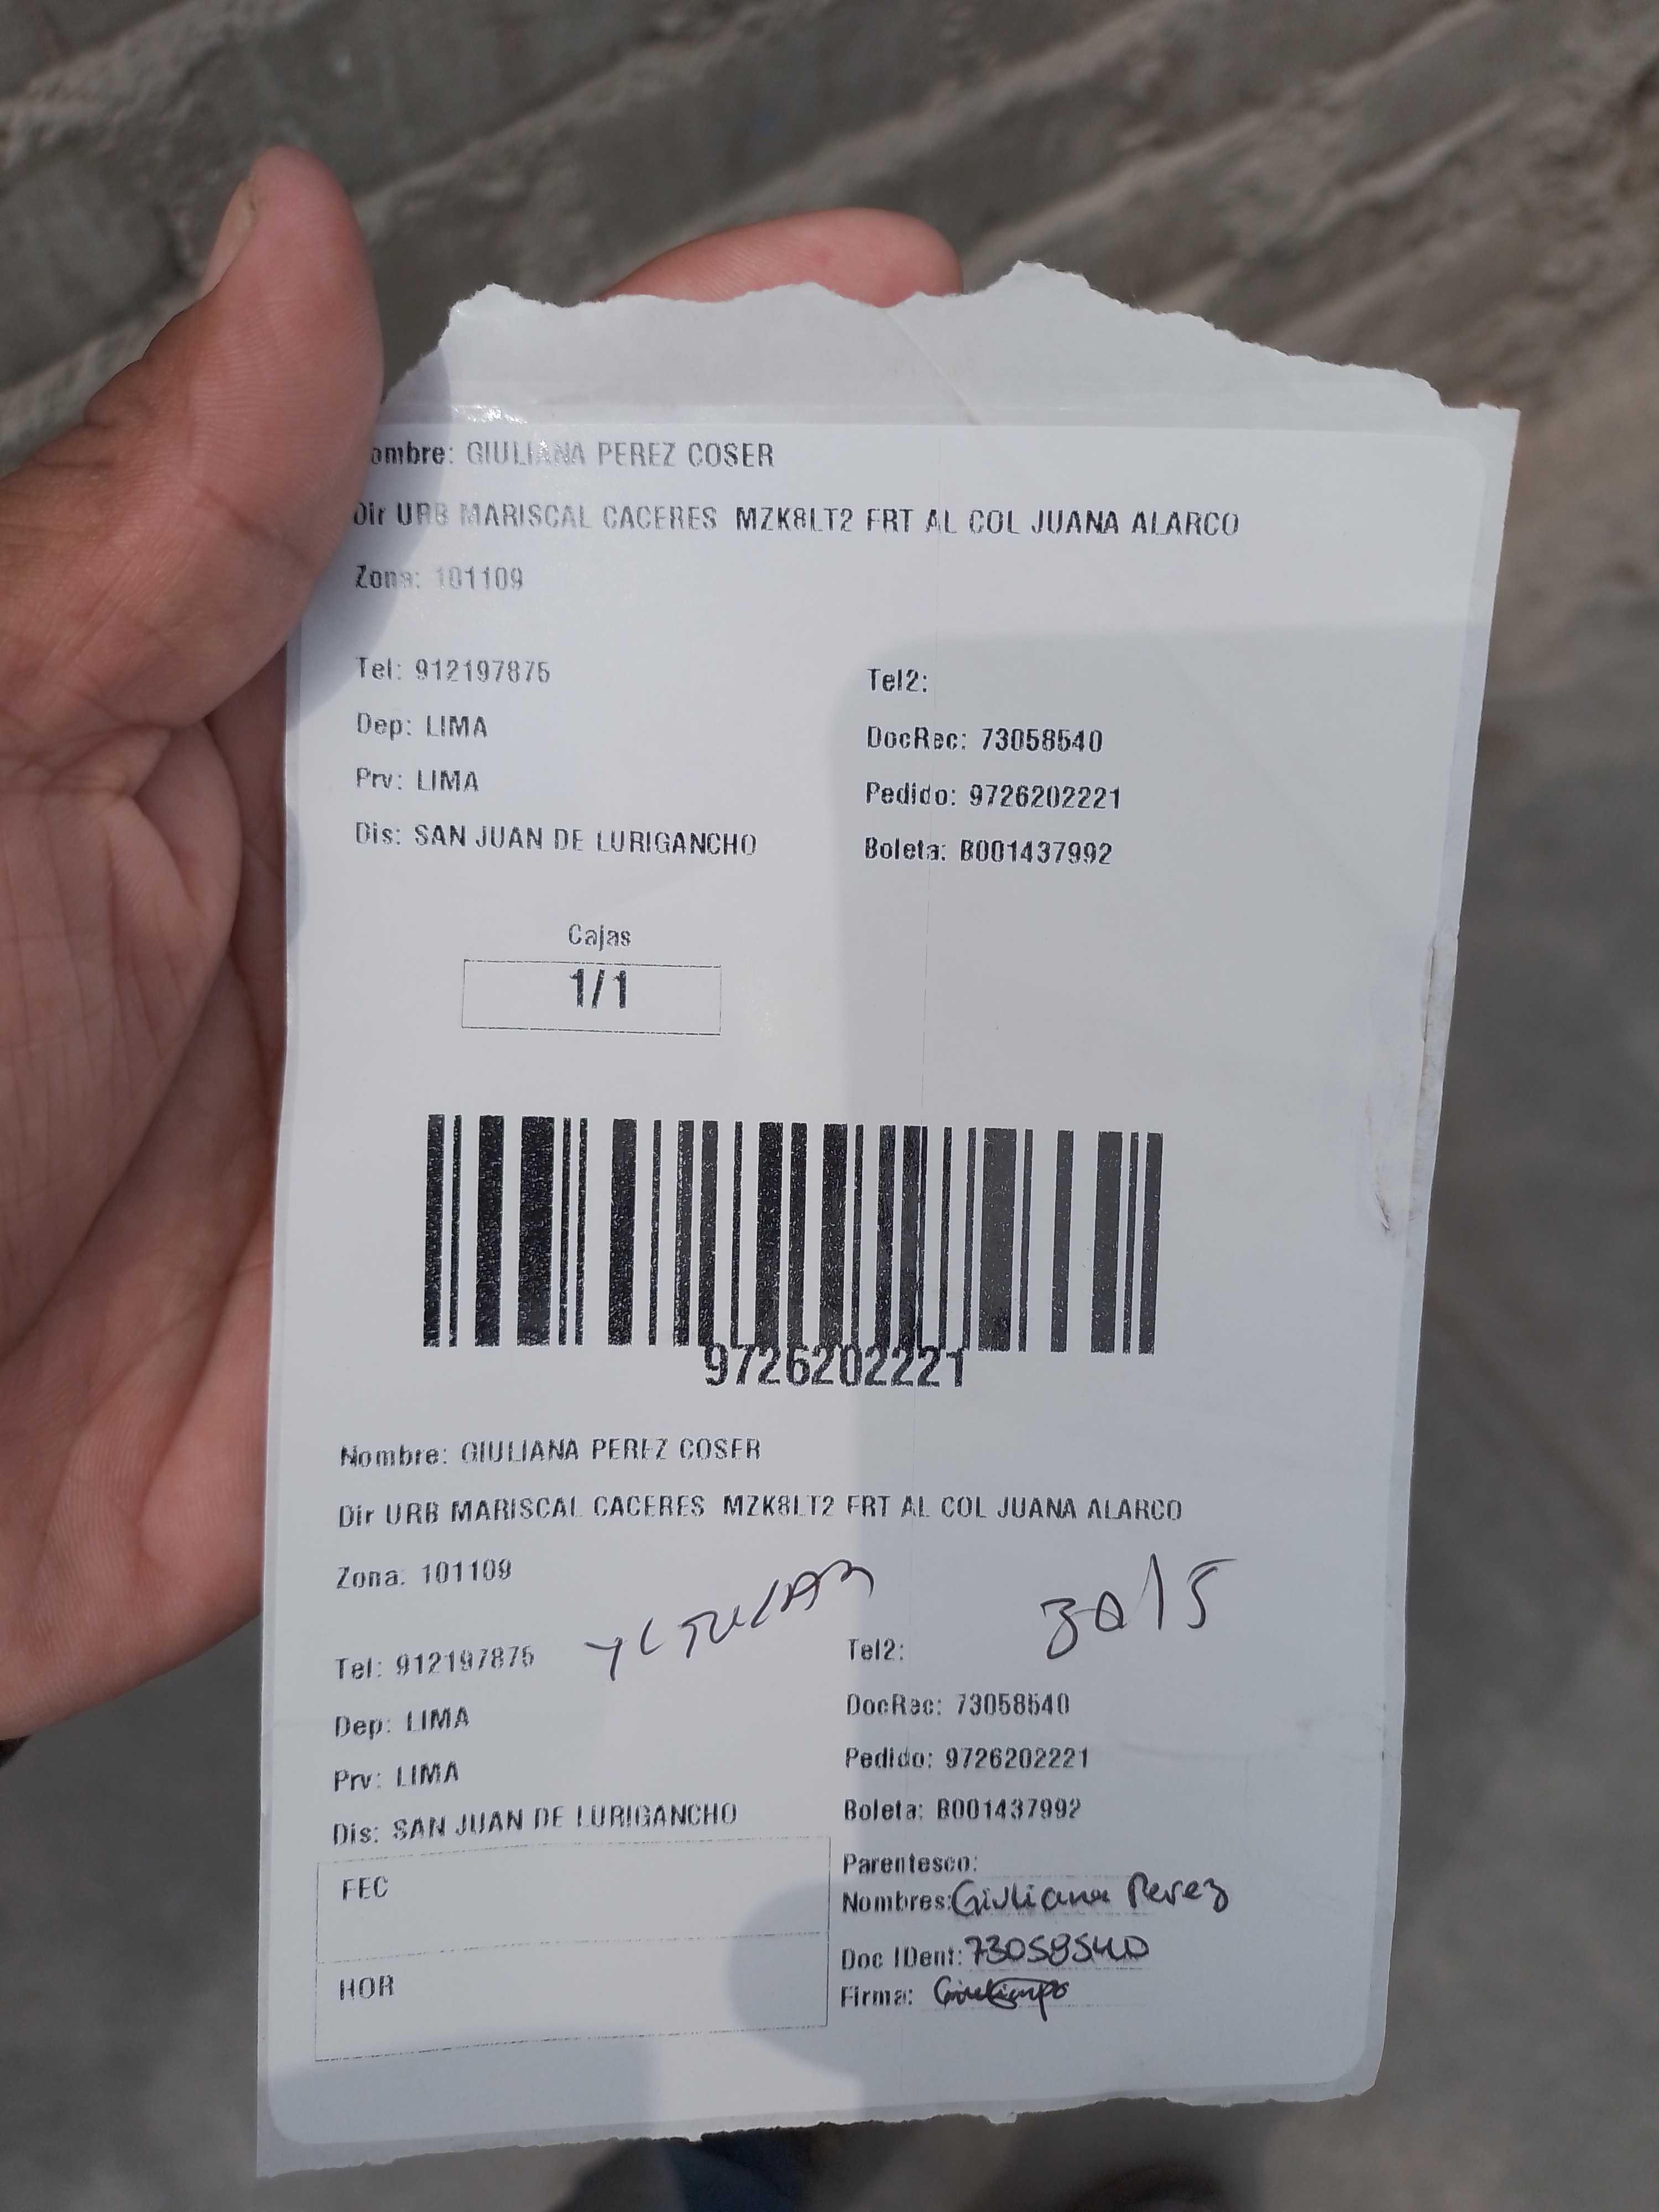 ombre: GIULIANA PEREZ COSER
Dir URB MARISCAL CACERES MZK8LT2 FRT AL COL JUANA ALARCO
Zona: 101109
Tel: 912197875
Tel2:
Dep: LIMA
DocRec: 73058540
Prv: LIMA
Pedido: 9726202221
Dis: SAN JUAN DE LURIGANCHO
Boleta: B001437992
Cajas
1/1
9726202221
Nombre: GIULIANA PEREZ COSER
Dir URB MARISCAL CACERES MZK8LT2 FRT AL COL JUANA ALARCO
Zona: 101109
Tel: 912197875
Tel2:
Dep: LIMA
DocRec: 73058540
Prv: LIMA
Pedido: 9726202221
Dis: SAN JUAN DE LURIGANCHO
Boleta: B001437992
FEC
Parentesco:
Nombres: Giuliana Perez
Doc IDent: 73058540
HOR
Firma: